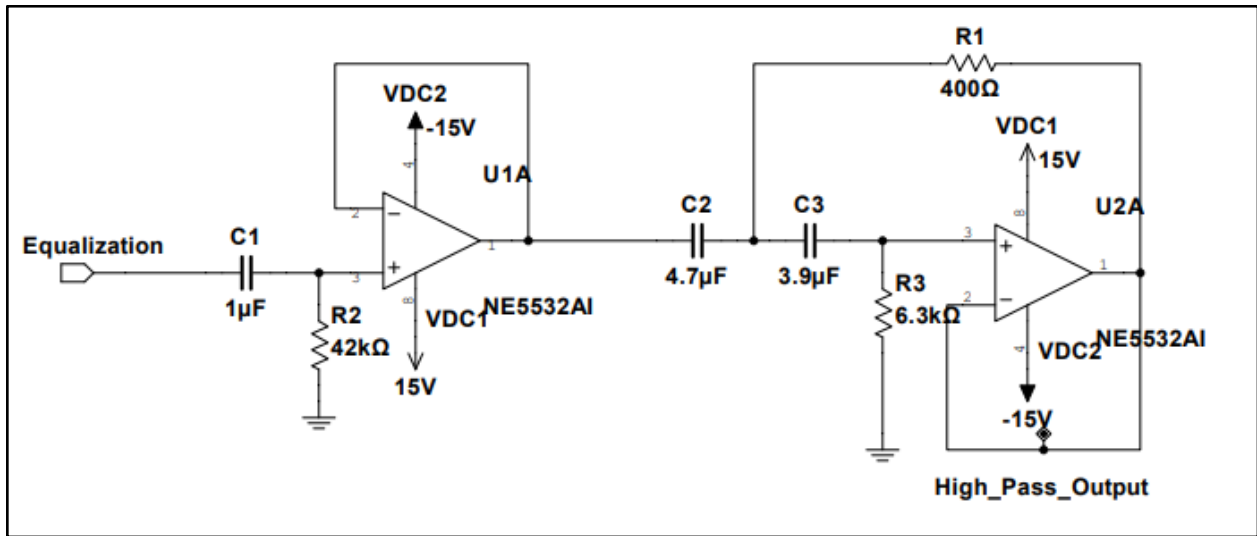 R1
400Ω
VDC2
-15V
4
U1A
2
1
3
8
NE5532AI
VDC1
15V
Equalization
C1
1µF
R2
42kΩ
C2
4.7µF
C3
3.9µF
R3
6.3kΩ
VDC1
15V
8
U2A
3
1
2
4
NE5532AI
VDC2
-15V
High_Pass_Output